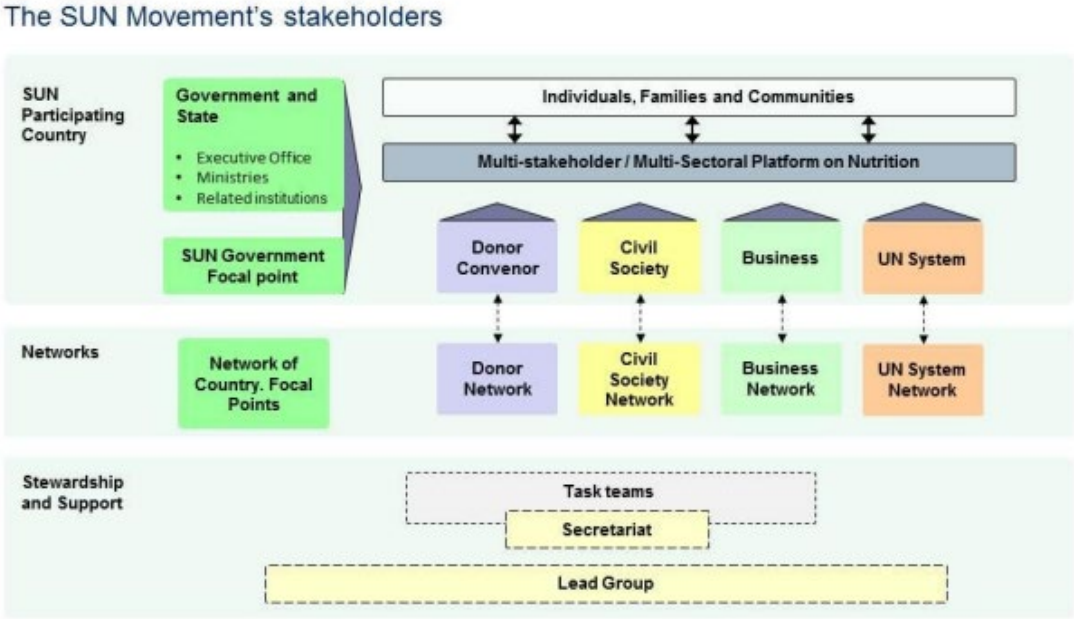 The SUN Movement's stakeholders
SUN
Participating
Country
Government and
State
• Executive Office
• Ministries
• Related institutions
SUN Government
Focal point
Individuals, Families and Communities
Multi-stakeholder / Multi-Sectoral Platform on Nutrition
Donor
Convenor
Civil
Society
Business
UN System
Networks
Network of
Country. Focal
Points
Donor
Network
Civil
Society
Network
Business
Network
UN System
Network
Stewardship
and Support
Task teams
Secretariat
Lead Group